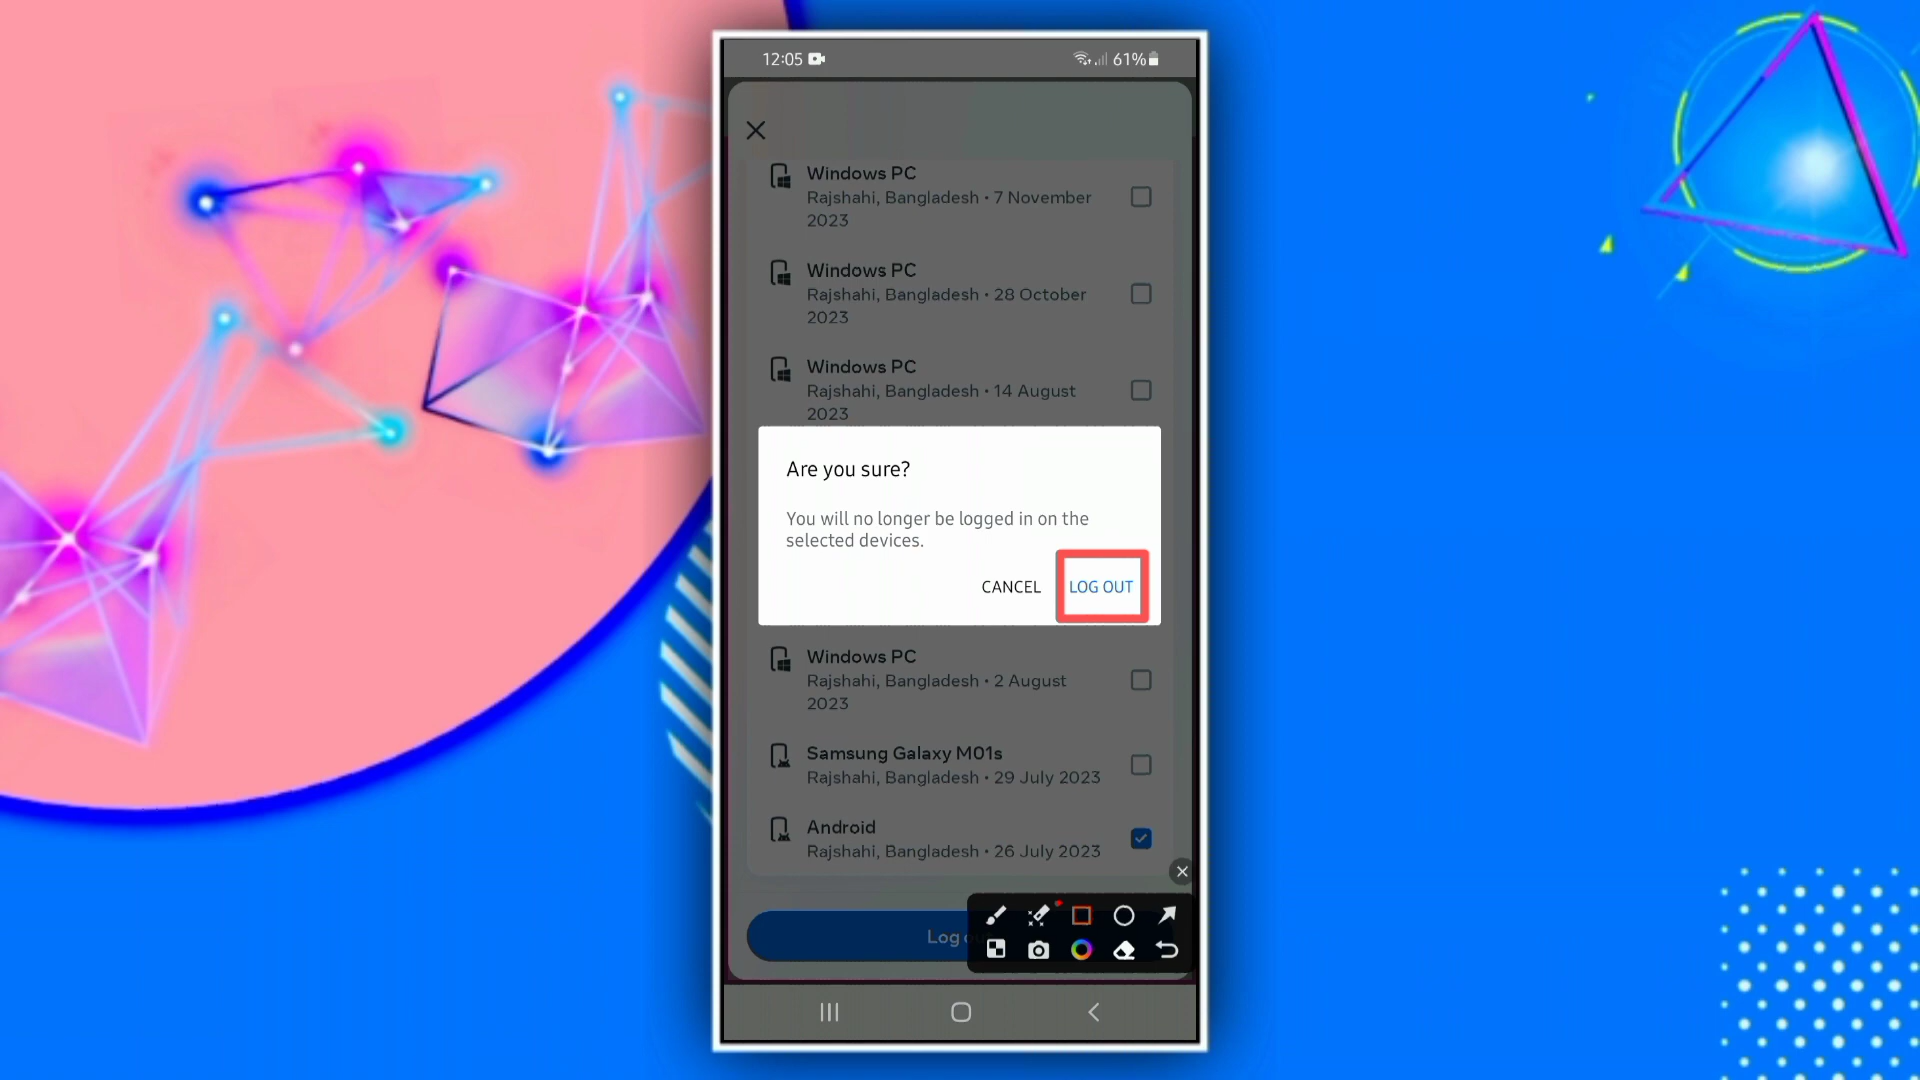 12:05
61%
Windows PC
Rajshahi, Bangladesh • 7 November
2023
Windows PC
Rajshahi, Bangladesh • 28 October
2023
Windows PC
Rajshahi, Bangladesh • 14 August
2023
Are you sure?
You will no longer be logged in on the
selected devices.
CANCEL LOG OUT
Windows PC
Rajshahi, Bangladesh • 2 August
2023
Samsung Galaxy M01s
Rajshahi, Bangladesh • 29 July 2023
Android
Rajshahi, Bangladesh • 26 July 2023
Log